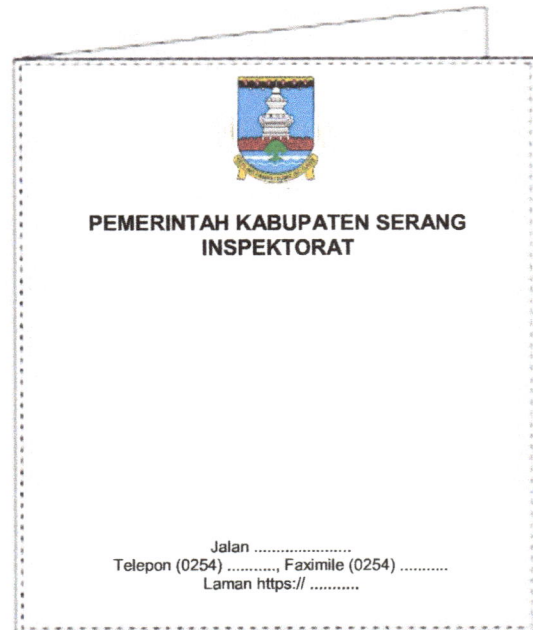 PEMERINTAH KABUPATEN SERANG
INSPEKTORAT
Jalan ......................
Telepon (0254) ..........., Faximile (0254) ...........
Laman https:// ...........